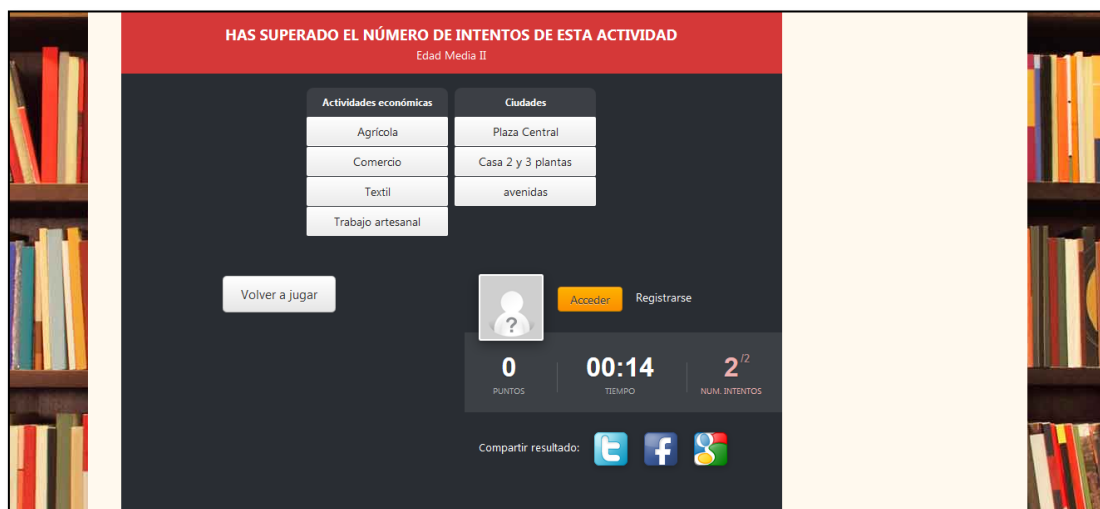 HAS SUPERADO EL NÚMERO DE INTENTOS DE ESTA ACTIVIDAD
Edad Media II
Actividades económicas
Ciudades
Agrícola
Plaza Central
Comercio
Casa 2 y 3 plantas
Textil
avenidas
Trabajo artesanal
Volver a jugar
?
Acceder
Registrarse
0
00:14
2/2
PUNTOS
TIEMPO
NUM. INTENTOS
Compartir resultado: